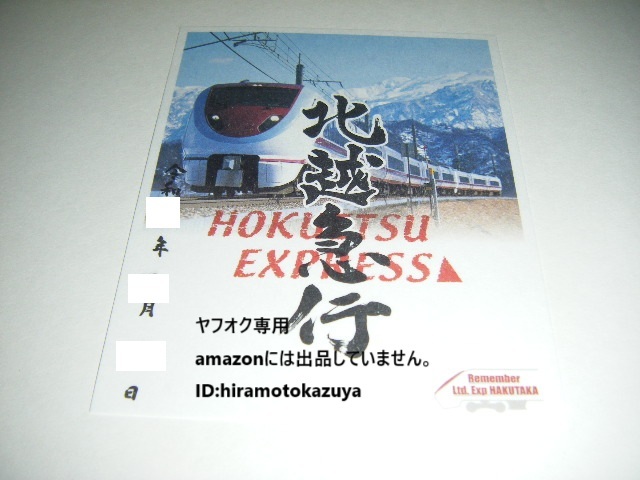 北越急行
HOKUETSU
EXPRESS
令和
年
月
日
ヤフオク専用
amazonには出品していません。
ID:hiramotokazuya
Remember
Ltd. Exp HAKUTAKA